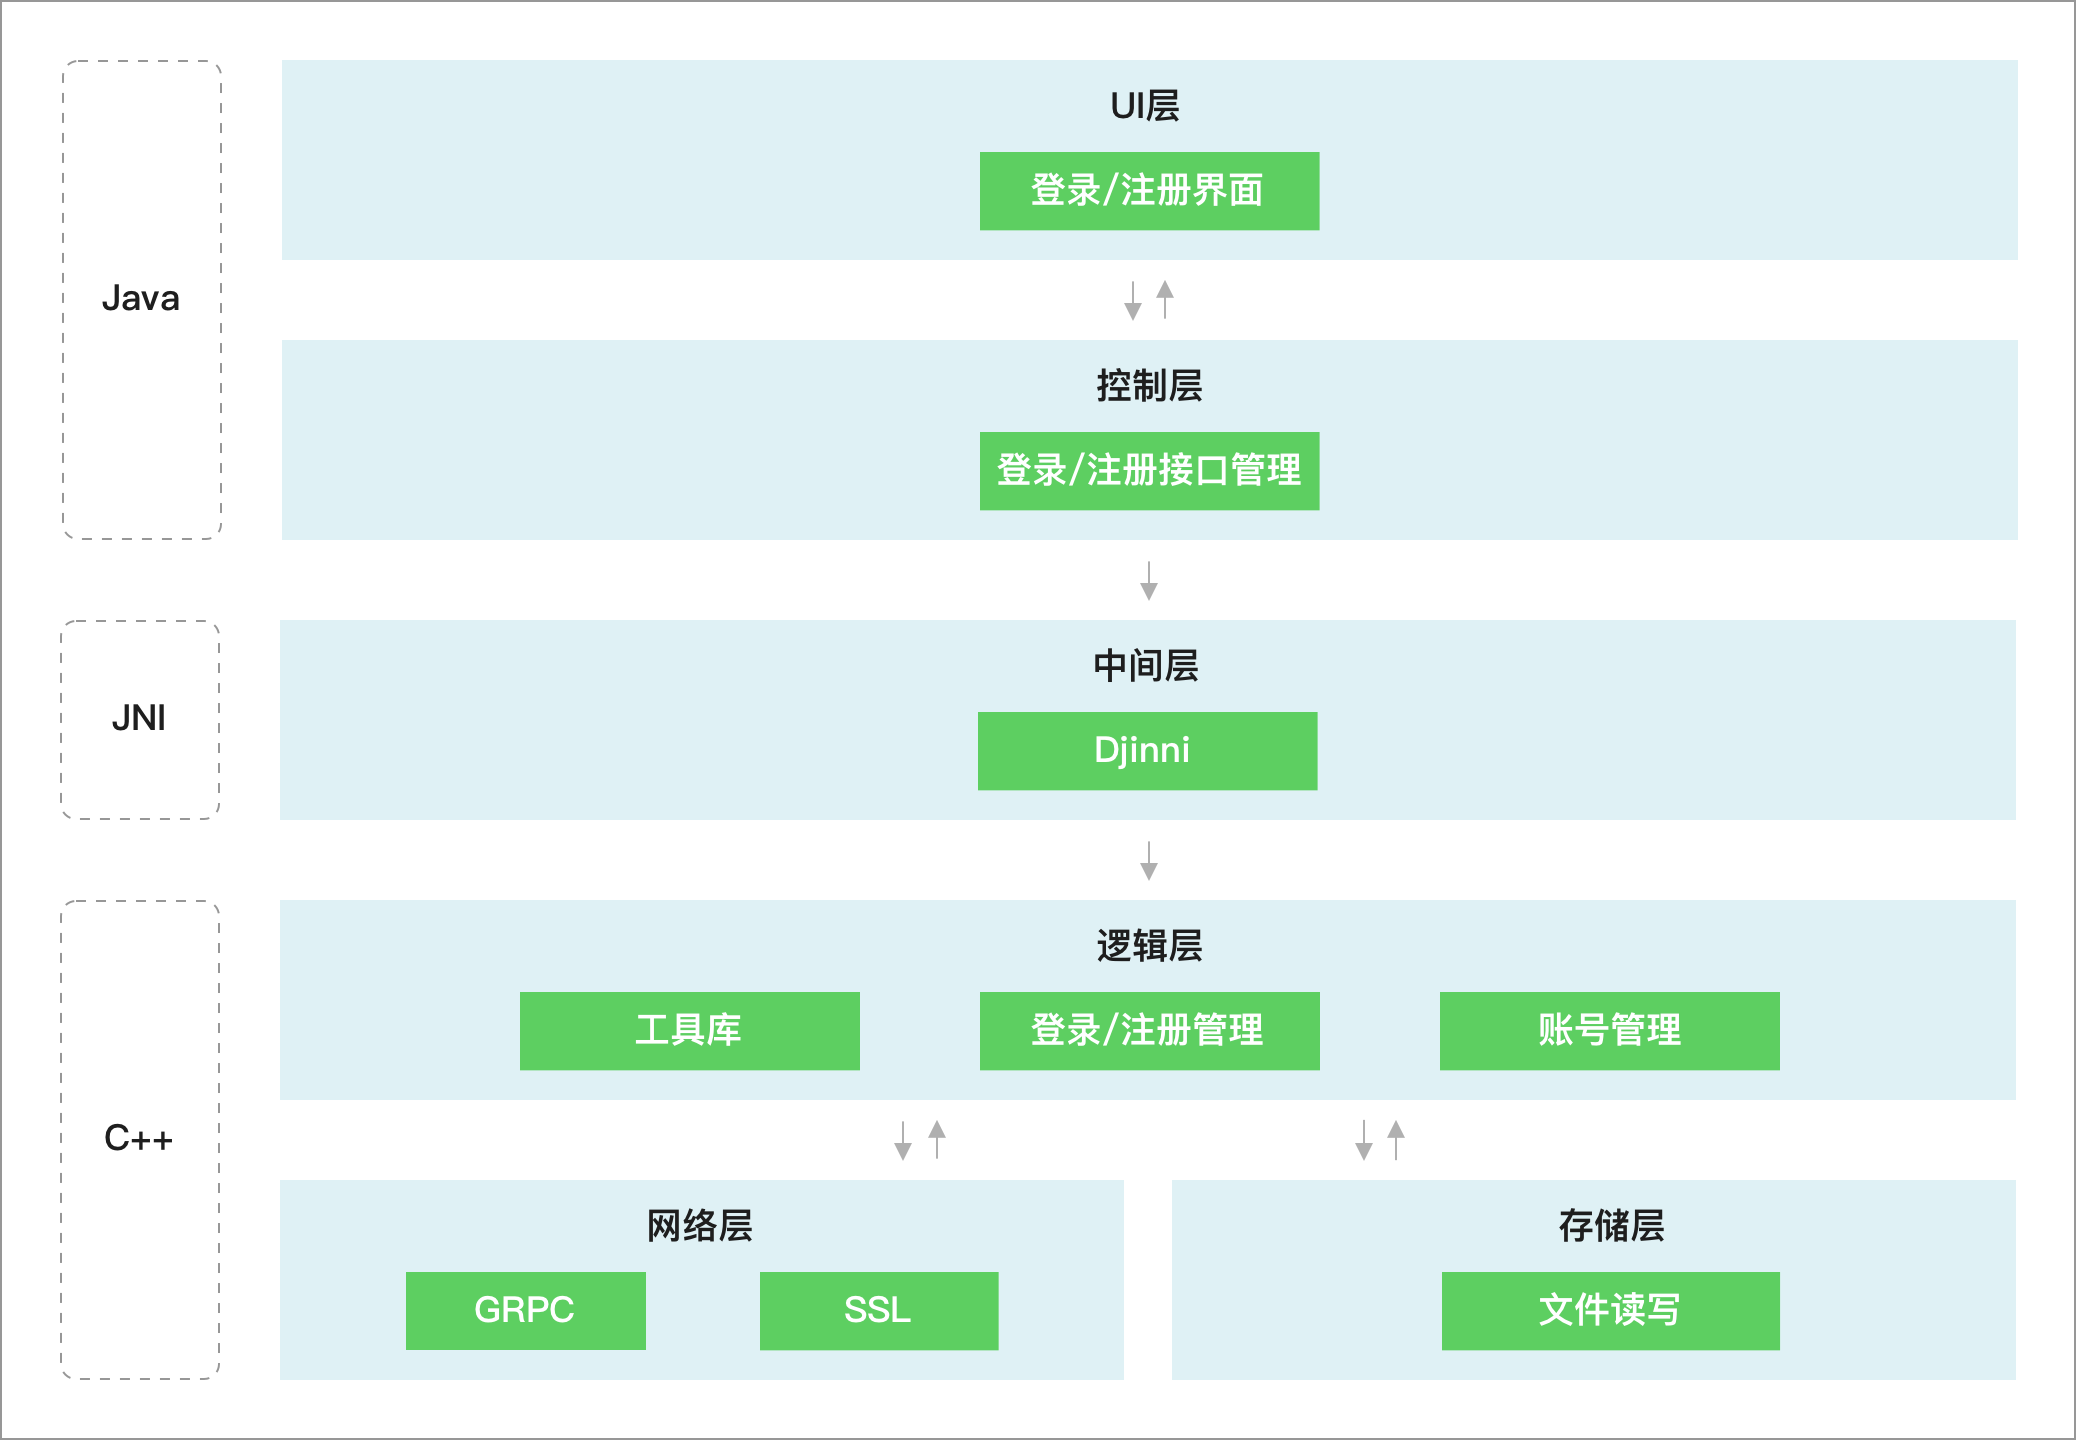 Java
UI层
登录/注册界面
控制层
登录/注册接口管理
JNI
中间层
Djinni
C++
逻辑层
工具库
登录/注册管理
账号管理
网络层
GRPC
SSL
存储层
文件读写